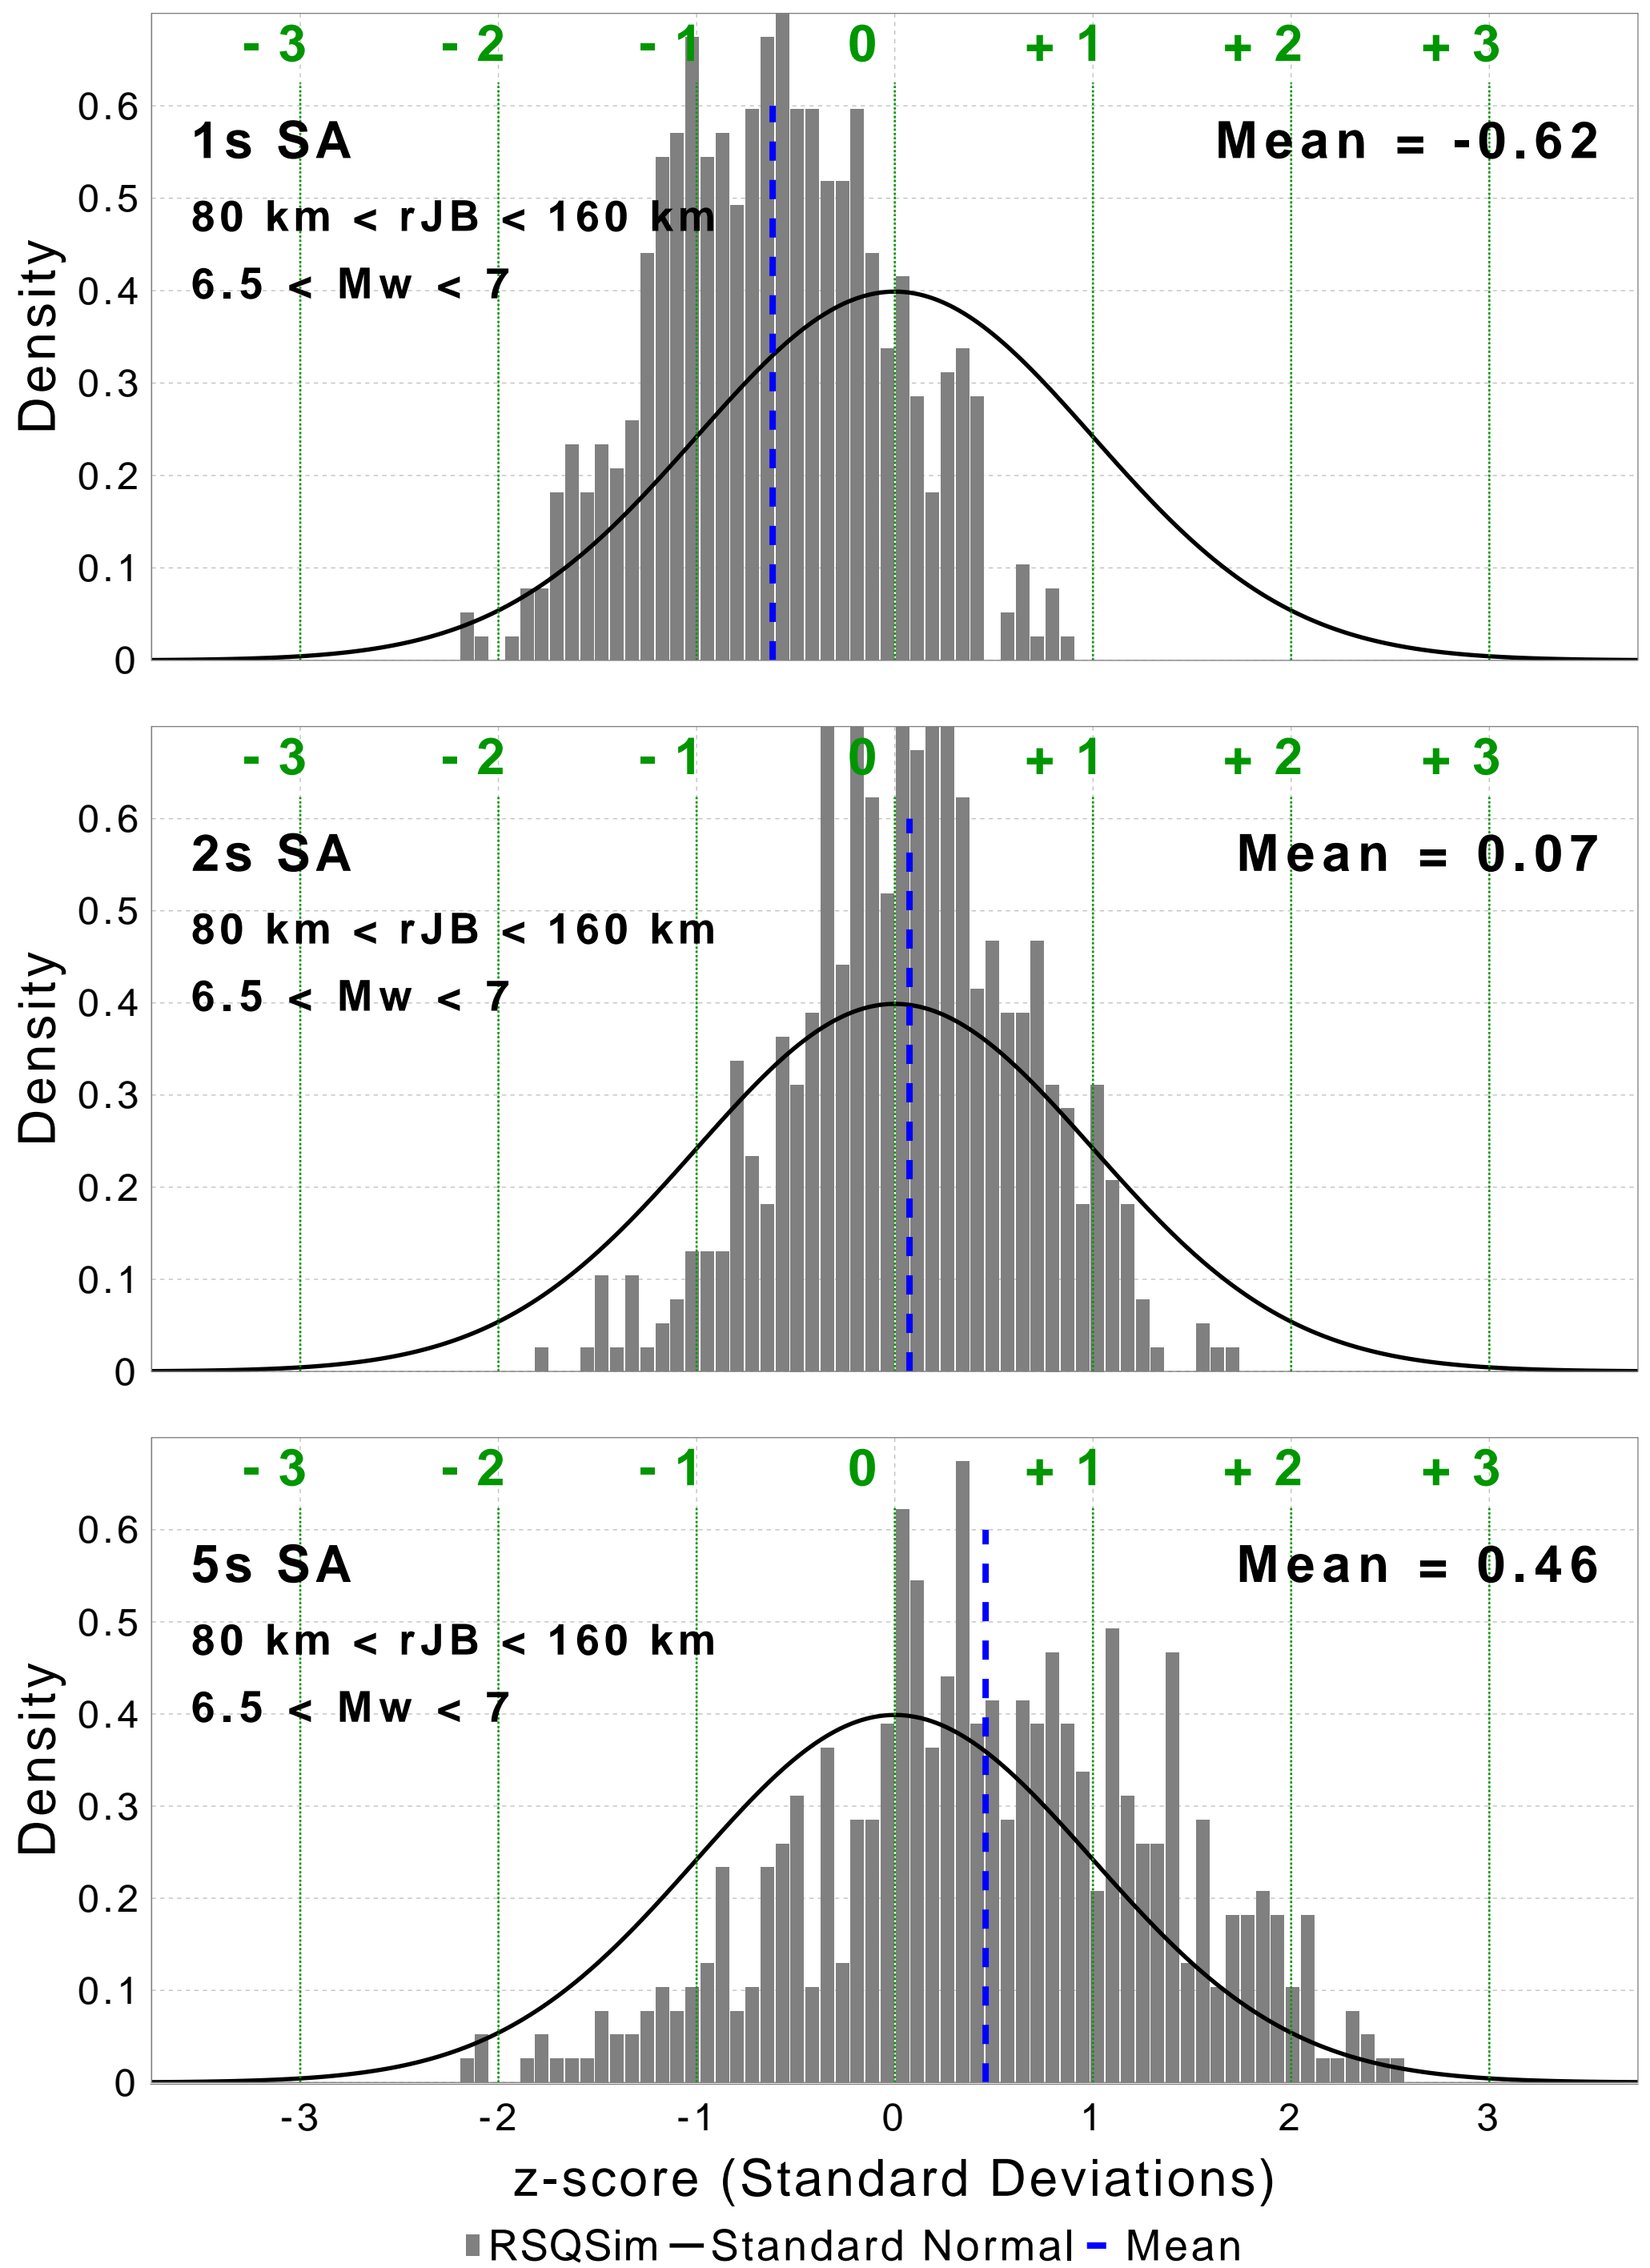 - 3 - 2 - 1 0 + 1 + 2 + 3
0.6
1s SA Mean = -0.62
0.5
80 km < rJB < 160 km
6.5 < Mw < 7
0.4
Density
0.3
0.2
0.1
0
- 3 - 2 - 1 0 + 1 + 2 + 3
0.6
2s SA Mean = 0.07
0.5
80 km < rJB < 160 km
6.5 < Mw < 7
0.4
Density
0.3
0.2
0.1
0
- 3 - 2 - 1 0 + 1 + 2 + 3
0.6
5s SA Mean = 0.46
0.5
80 km < rJB < 160 km
6.5 < Mw < 7
0.4
Density
0.3
0.2
0.1
0
-3 -2 -1 0 1 2 3
z-score (Standard Deviations)
RSQSim Standard Normal Mean